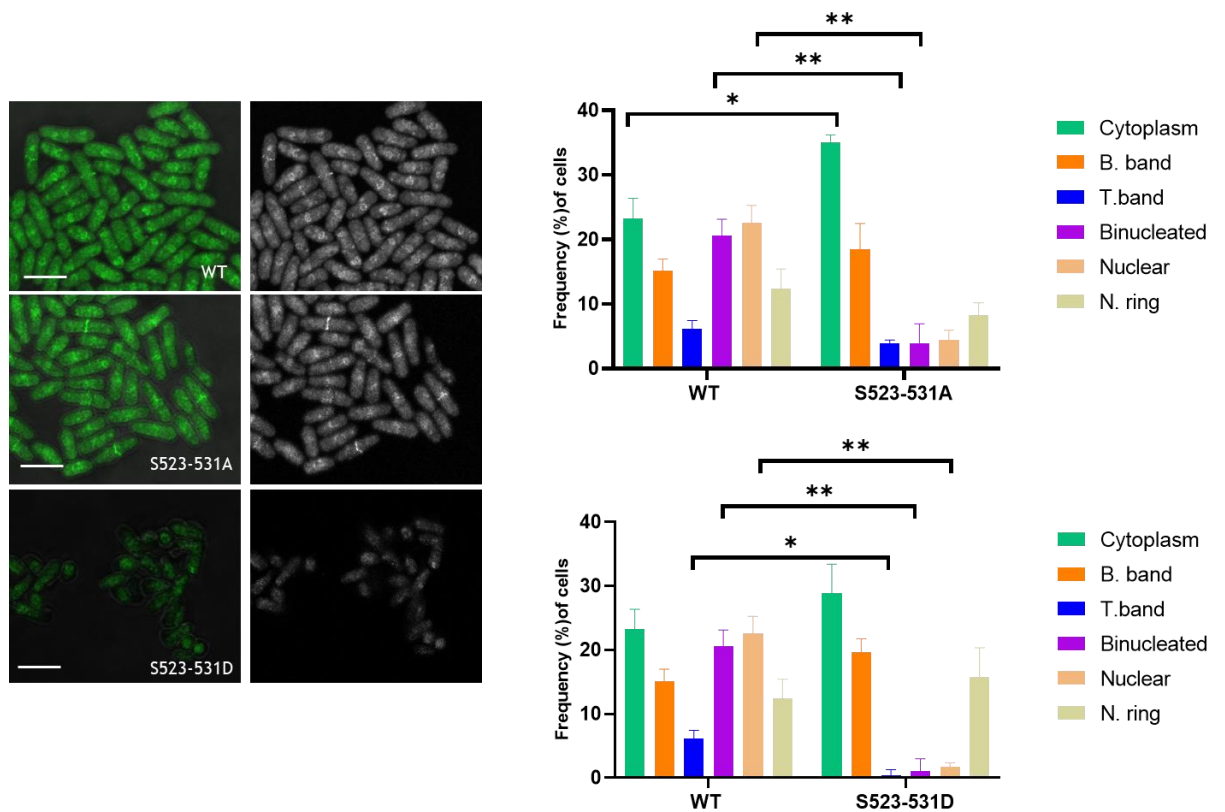 WT
S523-531A
S523-531D
**
**
*
Frequency (%)of cells
40
30
20
10
0
WT
S523-531A
Cytoplasm
B. band
T.band
Binucleated
Nuclear
N. ring
**
**
*
Frequency (%)of cells
40
30
20
10
0
WT
S523-531D
Cytoplasm
B. band
T.band
Binucleated
Nuclear
N. ring